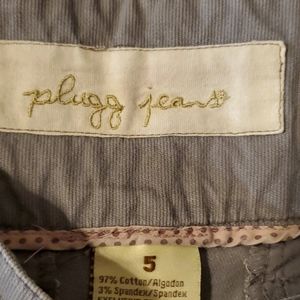 plugg jeans
5
97% Cotton/Algodon
3% Spandex/Spandex